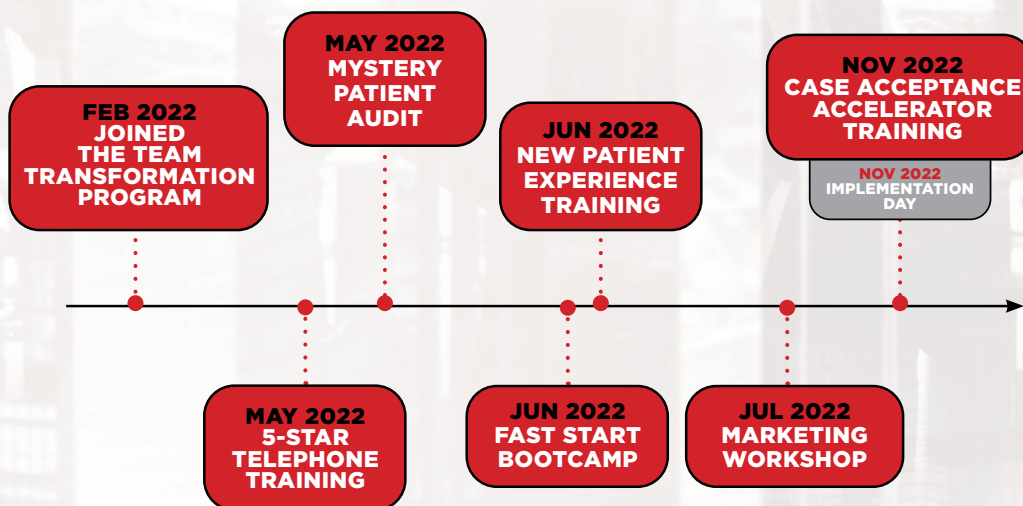 FEB 2022
JOINED
THE TEAM
TRANSFORMATION
PROGRAM
MAY 2022
5-STAR
TELEPHONE
TRAINING
MAY 2022
MYSTERY
PATIENT
AUDIT
JUN 2022
FAST START
BOOTCAMP
JUN 2022
NEW PATIENT
EXPERIENCE
TRAINING
JUL 2022
MARKETING
WORKSHOP
NOV 2022
CASE ACCEPTANCE
ACCELERATOR
TRAINING
NOV 2022
IMPLEMENTATION
DAY